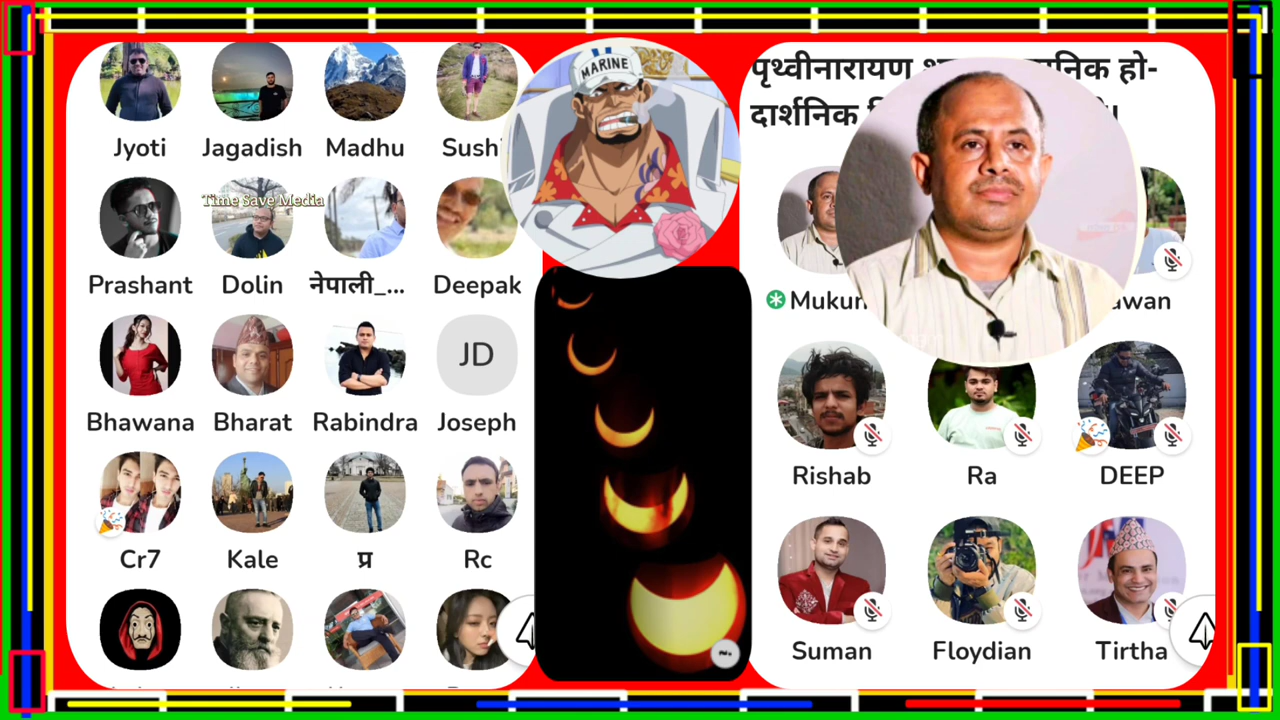 Jyoti
Jagadish
Madhu
Sushi
Time Save Media
Prashant
Dolin
नेपाली_...
Deepak
JD
Bhawana
Bharat
Rabindra
Joseph
Cr7
Kale
प्र
Rc
MARINE
पृथ्वीनारायण
हो-
दार्शनिक
Mukun
Rishab
Ra
DEEP
Suman
Floydian
Tirtha